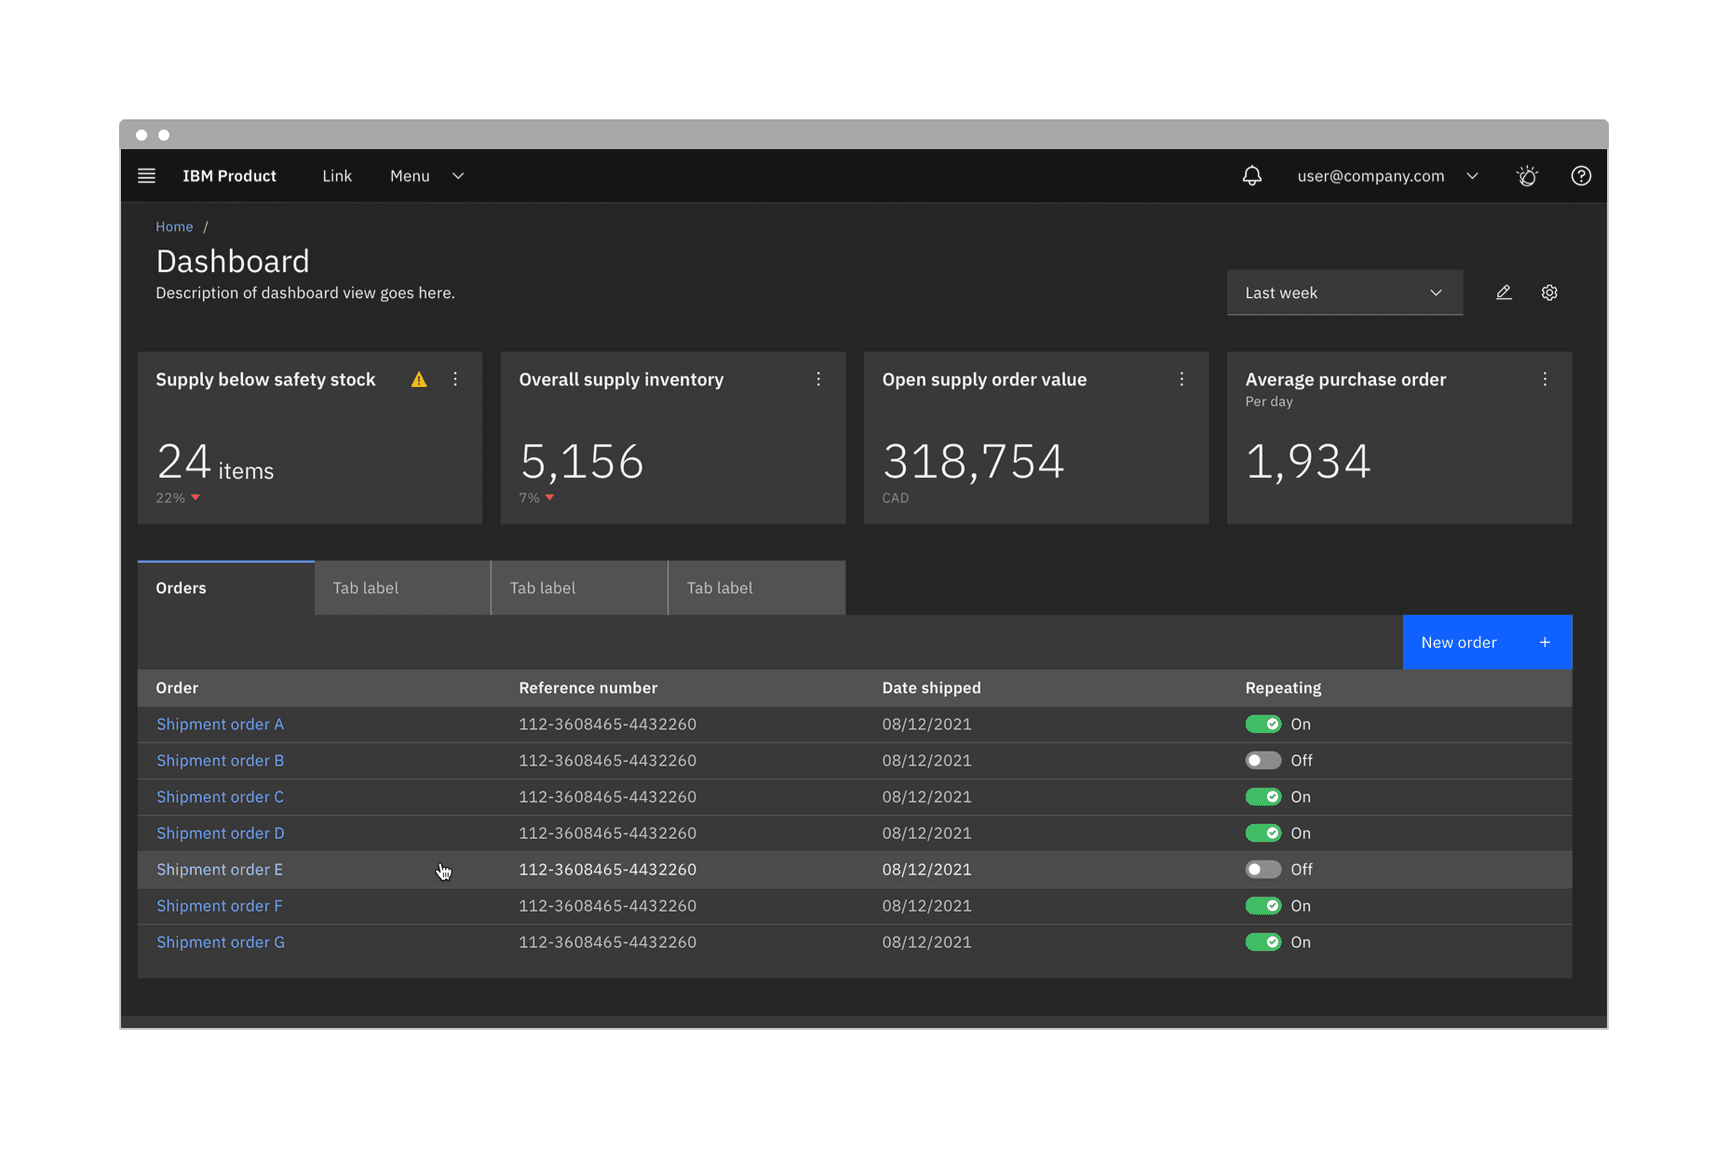 IBM Product Link Menu user@company.com
Home /
Dashboard
Description of dashboard view goes here.
Last week
Supply below safety stock
24 items
22%
Overall supply inventory
5,156
7%
Open supply order value
318,754
CAD
Average purchase order
Per day
1,934
Orders Tab label Tab label Tab label
New order +
Order Reference number Date shipped Repeating
Shipment order A 112-3608465-4432260 08/12/2021 On
Shipment order B 112-3608465-4432260 08/12/2021 Off
Shipment order C 112-3608465-4432260 08/12/2021 On
Shipment order D 112-3608465-4432260 08/12/2021 On
Shipment order E 112-3608465-4432260 08/12/2021 Off
Shipment order F 112-3608465-4432260 08/12/2021 On
Shipment order G 112-3608465-4432260 08/12/2021 On